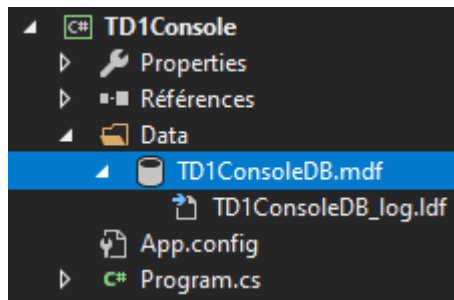 C# TD1Console
Properties
Références
Data
TD1ConsoleDB.mdf
TD1ConsoleDB_log.ldf
App.config
C# Program.cs